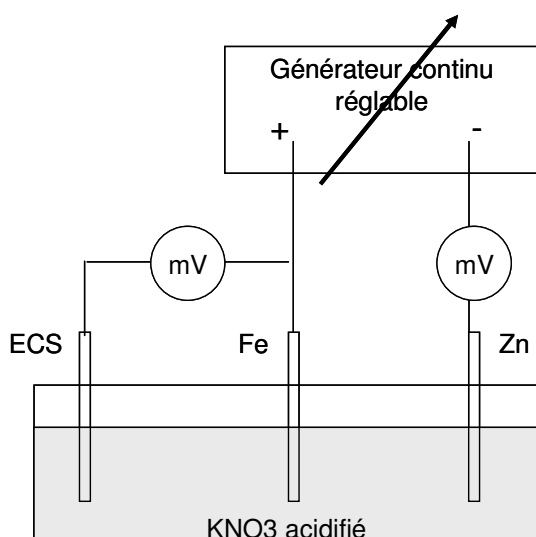 Générateur continu
réglable
+ -
mV mV
ECS Fe Zn
KNO3 acidifié